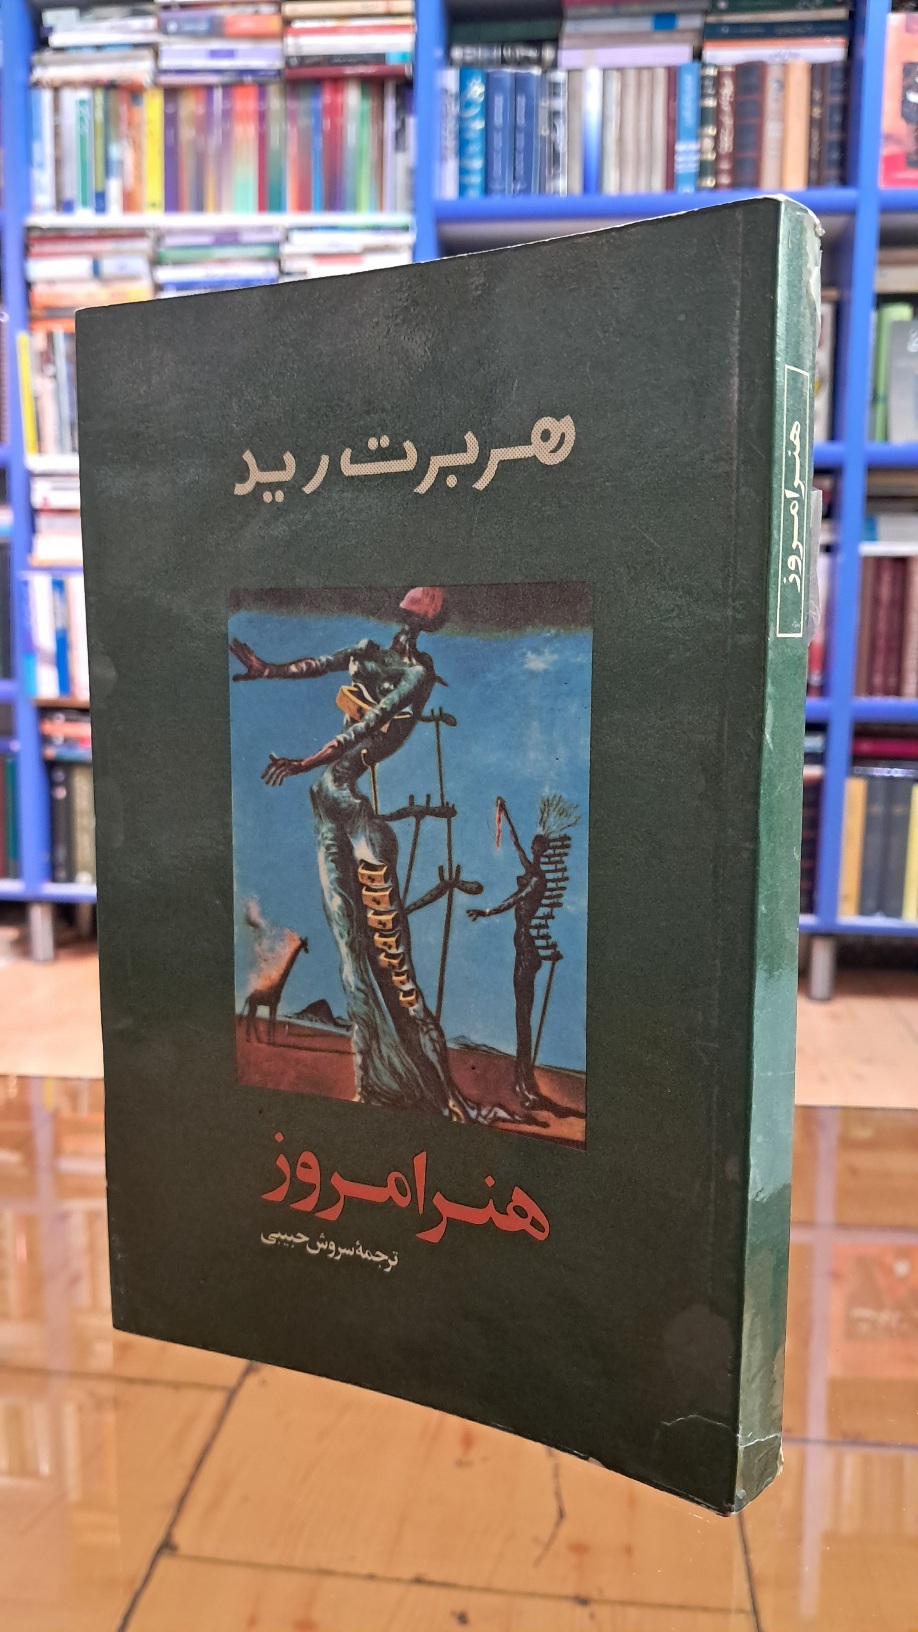 هربرت رید
هنر امروز
ترجمهٔ سروش حبیبی
هنر امروز